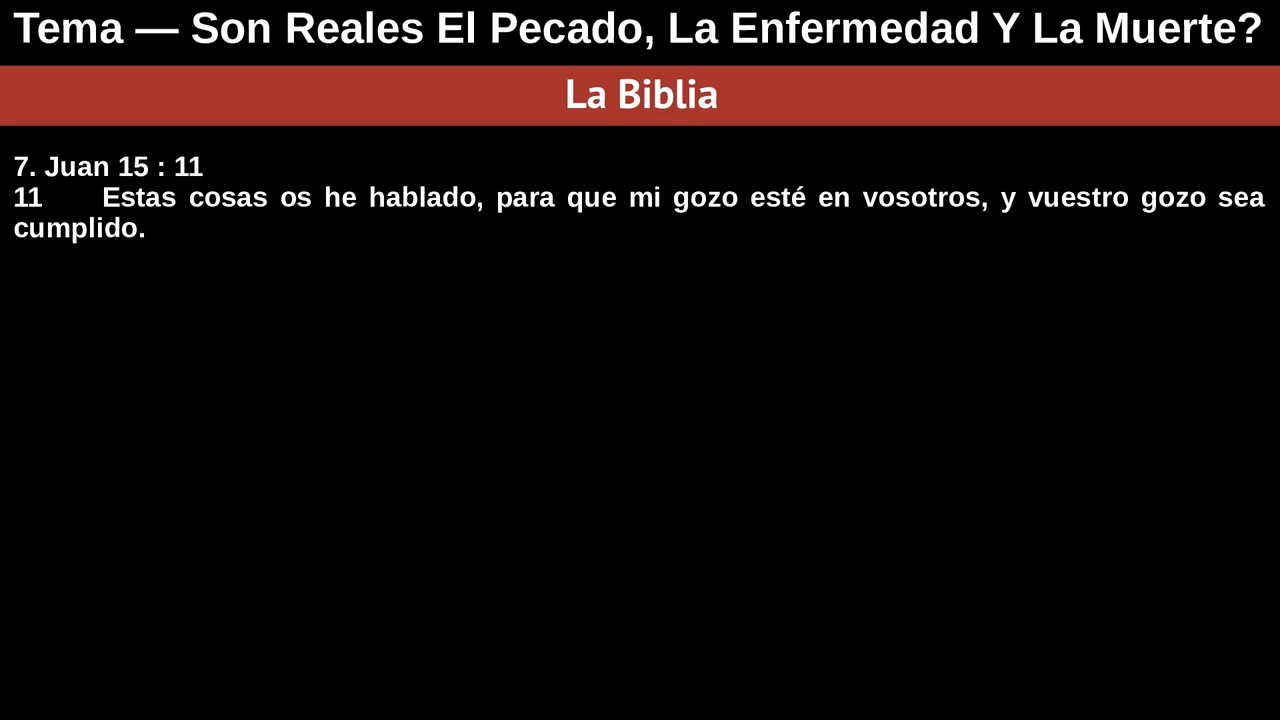 Tema — Son Reales El Pecado, La Enfermedad Y La Muerte?
La Biblia
7. Juan 15 : 11
11 Estas cosas os he hablado, para que mi gozo esté en vosotros, y vuestro gozo sea
cumplido.